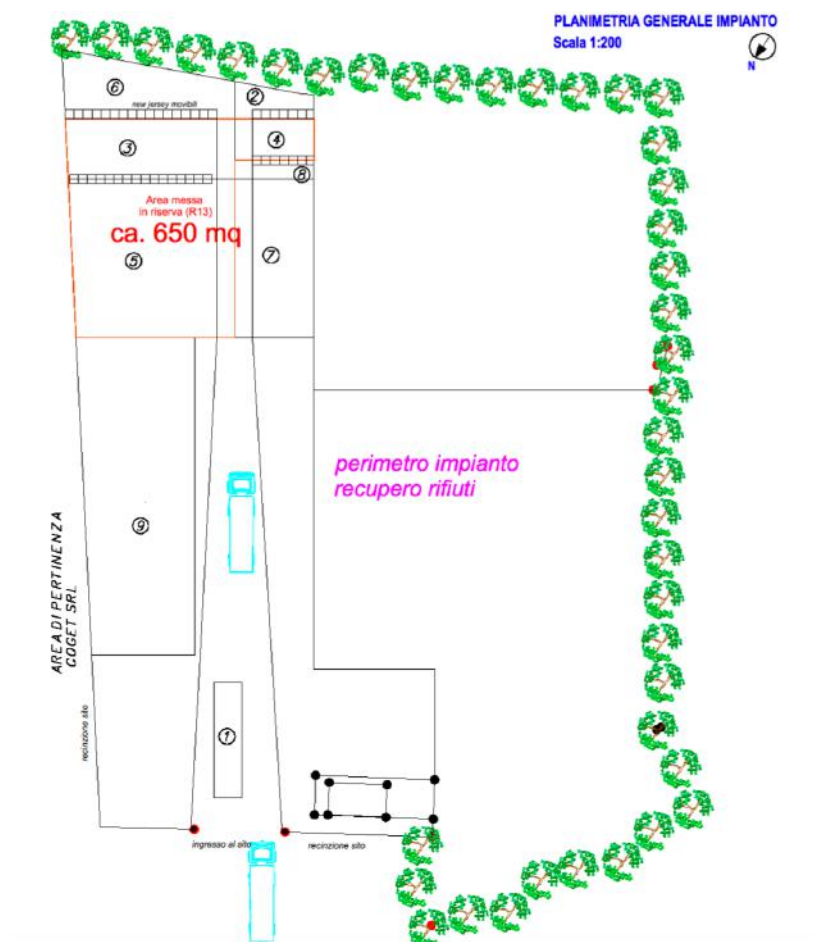 PLANIMETRIA GENERALE IMPIANTO
Scala 1:200
N
6
2
new jersey movibili
3
4
8
Area messa
in riserva (R13)
ca. 650 mq
5
7
perimetro impianto
recupero rifiuti
9
AREA DI PERTINENZA
COGET SRL
recinzione sito
1
ingresso al sito
recinzione sito